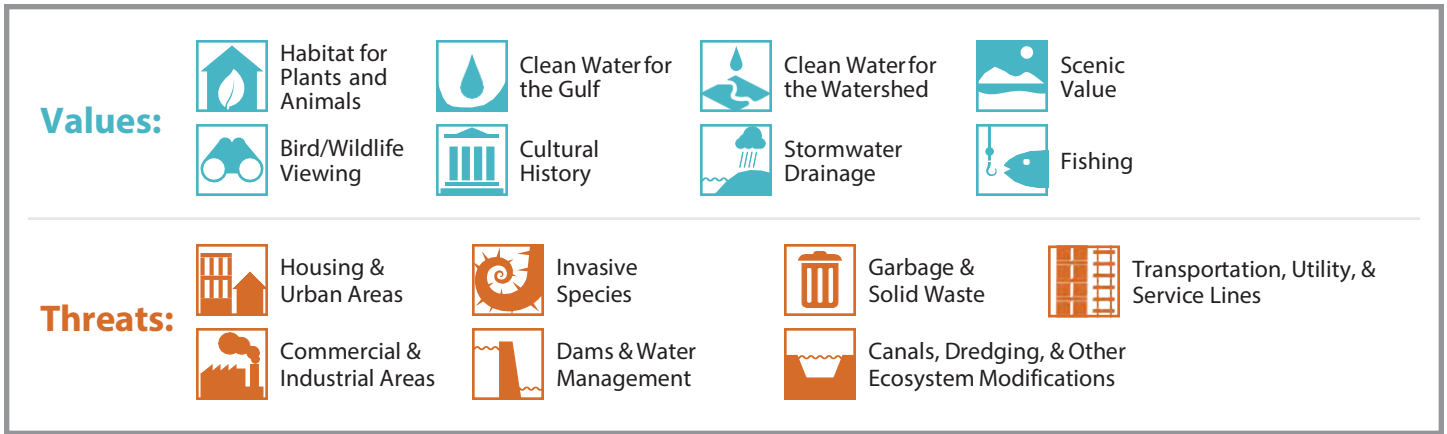 Values:
Habitat for
Plants and
Animals
Clean Water for
the Gulf
Clean Water for
the Watershed
Scenic
Value
Bird/Wildlife
Viewing
Cultural
History
Stormwater
Drainage
Fishing
Threats:
Housing &
Urban Areas
Invasive
Species
Garbage &
Solid Waste
Transportation, Utility, &
Service Lines
Commercial &
Industrial Areas
Dams & Water
Management
Canals, Dredging, & Other
Ecosystem Modifications